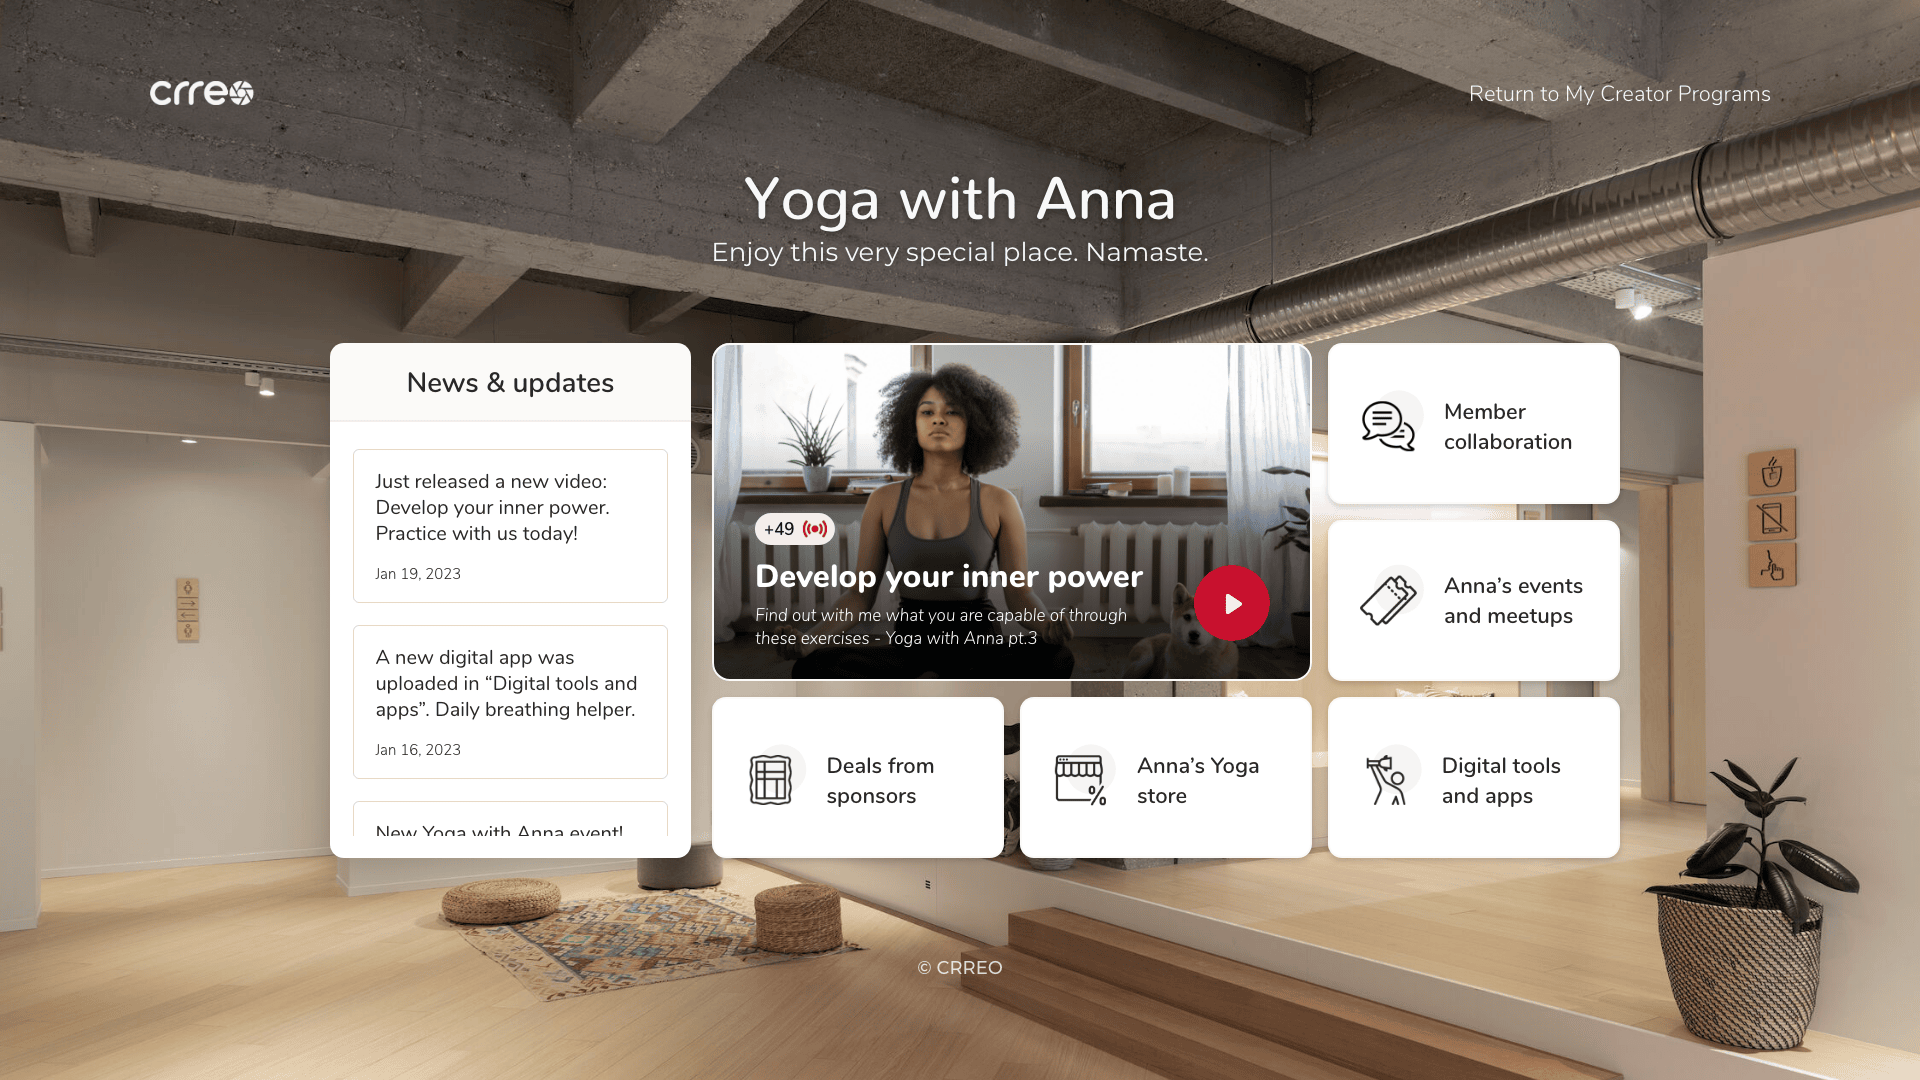 crreo
Return to My Creator Programs
Yoga with Anna
Enjoy this very special place. Namaste.
News & updates
Just released a new video:
Develop your inner power.
Practice with us today!
Jan 19, 2023
A new digital app was
uploaded in “Digital tools and
apps”. Daily breathing helper.
Jan 16, 2023
New Yoga with Anna event!
+49
Develop your inner power
Find out with me what you are capable of through
these exercises - Yoga with Anna pt.3
Member
collaboration
Anna’s events
and meetups
Deals from
sponsors
Anna’s Yoga
store
Digital tools
and apps
© CRREO